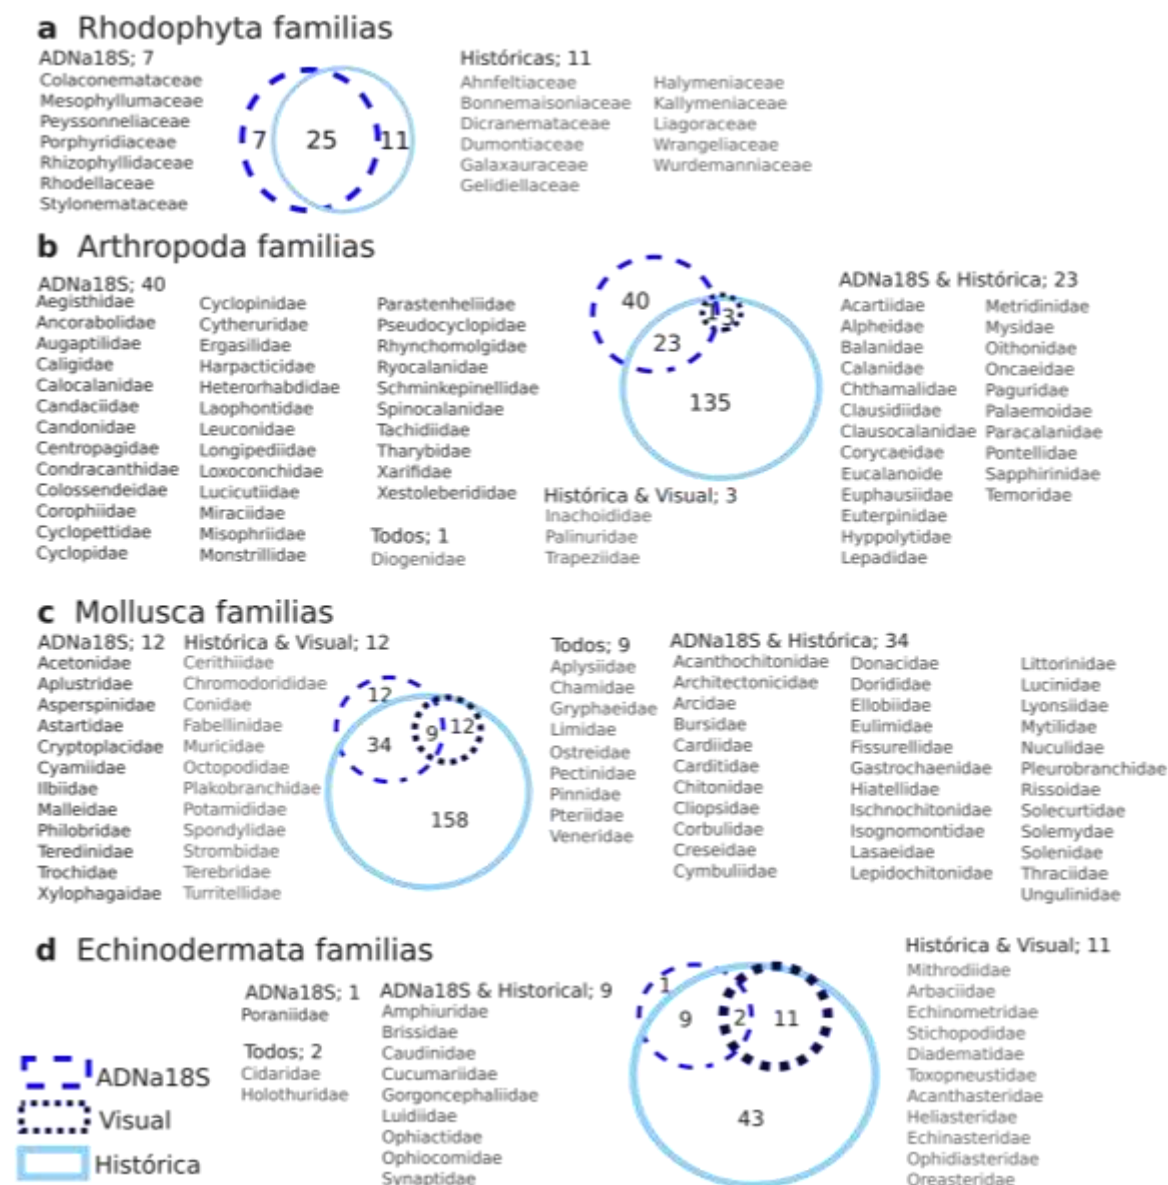 a Rhodophyta familias
ADNa18S; 7
Colaconemataceae
Mesophyllumaceae
Peyssonneliaceae
Porphyridiaceae
Rhizophyllidaceae
Rhodellaceae
Stylonemataceae
7 25 11
Históricas; 11
Ahnfeltiaceae
Bonnemaisoniaceae
Dicranemataceae
Dumontiaceae
Galaxauraceae
Gelidiellaceae
Halymeniaceae
Kallymeniaceae
Liagoraceae
Wrangeliaceae
Wurdemanniaceae
b Arthropoda familias
ADNa18S; 40
Aegisthidae
Ancorabolidae
Augaptilidae
Caligidae
Calocalanidae
Candaciidae
Candonidae
Centropagidae
Condracanthidae
Colossendeidae
Corophiidae
Cyclopettidae
Cyclopidae
Cyclopinidae
Cytheruridae
Ergasilidae
Harpacticidae
Heterorhabdidae
Laophontidae
Leuconidae
Longipediidae
Loxoconchidae
Lucicutiidae
Miraciidae
Misophriidae
Monstrillidae
Parastenheliidae
Pseudocyclopidae
Rhynchomolgidae
Ryocalanidae
Schminkepinellidae
Spinocalanidae
Tachidiidae
Tharybidae
Xarifidae
Xestoleberididae
Todos; 1
Diogenidae
40
1 3
23
135
Histórica & Visual; 3
Inachoididae
Palinuridae
Trapeziidae
ADNa18S & Histórica; 23
Acartiidae
Alpheidae
Balanidae
Calanidae
Chthamalidae
Clausidiidae
Clausocalanidae
Corycaeidae
Eucalanoide
Euphausiidae
Euterpinidae
Hyppolytidae
Lepadidae
Metridinidae
Mysidae
Oithonidae
Oncaeidae
Paguridae
Palaemoidae
Paracalanidae
Pontellidae
Sapphirinidae
Temoridae
c Mollusca familias
ADNa18S; 12
Acetonidae
Aplustridae
Asperspinidae
Astartidae
Cryptoplacidae
Cyamiidae
Ilbiidae
Malleidae
Philobridae
Teredinidae
Trochidae
Xylophagaidae
Histórica & Visual; 12
Cerithiidae
Chromodorididae
Conidae
Fabellinidae
Muricidae
Octopodidae
Plakobranchidae
Potamididae
Spondylidae
Strombidae
Terebridae
Turritellidae
12
34 9 12
158
Todos; 9
Aplysiidae
Chamidae
Gryphaeidae
Limidae
Ostreidae
Pectinidae
Pinnidae
Pteriidae
Veneridae
ADNa18S & Histórica; 34
Acanthochitonidae
Architectonicidae
Arcidae
Bursidae
Cardiidae
Carditidae
Chitonidae
Cliopsidae
Corbulidae
Creseidae
Cymbuliidae
Donacidae
Dorididae
Ellobiidae
Eulimidae
Fissurellidae
Gastrochaenidae
Hiatellidae
Ischnochitonidae
Isognomontidae
Lasaeidae
Lepidochitonidae
Littorinidae
Lucinidae
Lyonsiidae
Mytilidae
Nuculidae
Pleurobranchidae
Rissoidae
Solecurtidae
Solemydae
Solenidae
Thraciidae
Ungulinidae
d Echinodermata familias
ADNa18S; 1
Poraniidae
Todos; 2
Cidaridae
Holothuridae
ADNa18S & Historical; 9
Amphiuridae
Brissidae
Caudinidae
Cucumariidae
Gorgoncephaliidae
Luidiidae
Ophiactidae
Ophiocomidae
Synaptidae
1
9 2 11
43
Histórica & Visual; 11
Mithrodiidae
Arbaciidae
Echinometridae
Stichopodidae
Diadematidae
Toxopneustidae
Acanthasteridae
Heliasteridae
Echinasteridae
Ophidiasteridae
Oreasteridae
ADNa18S
Visual
Histórica